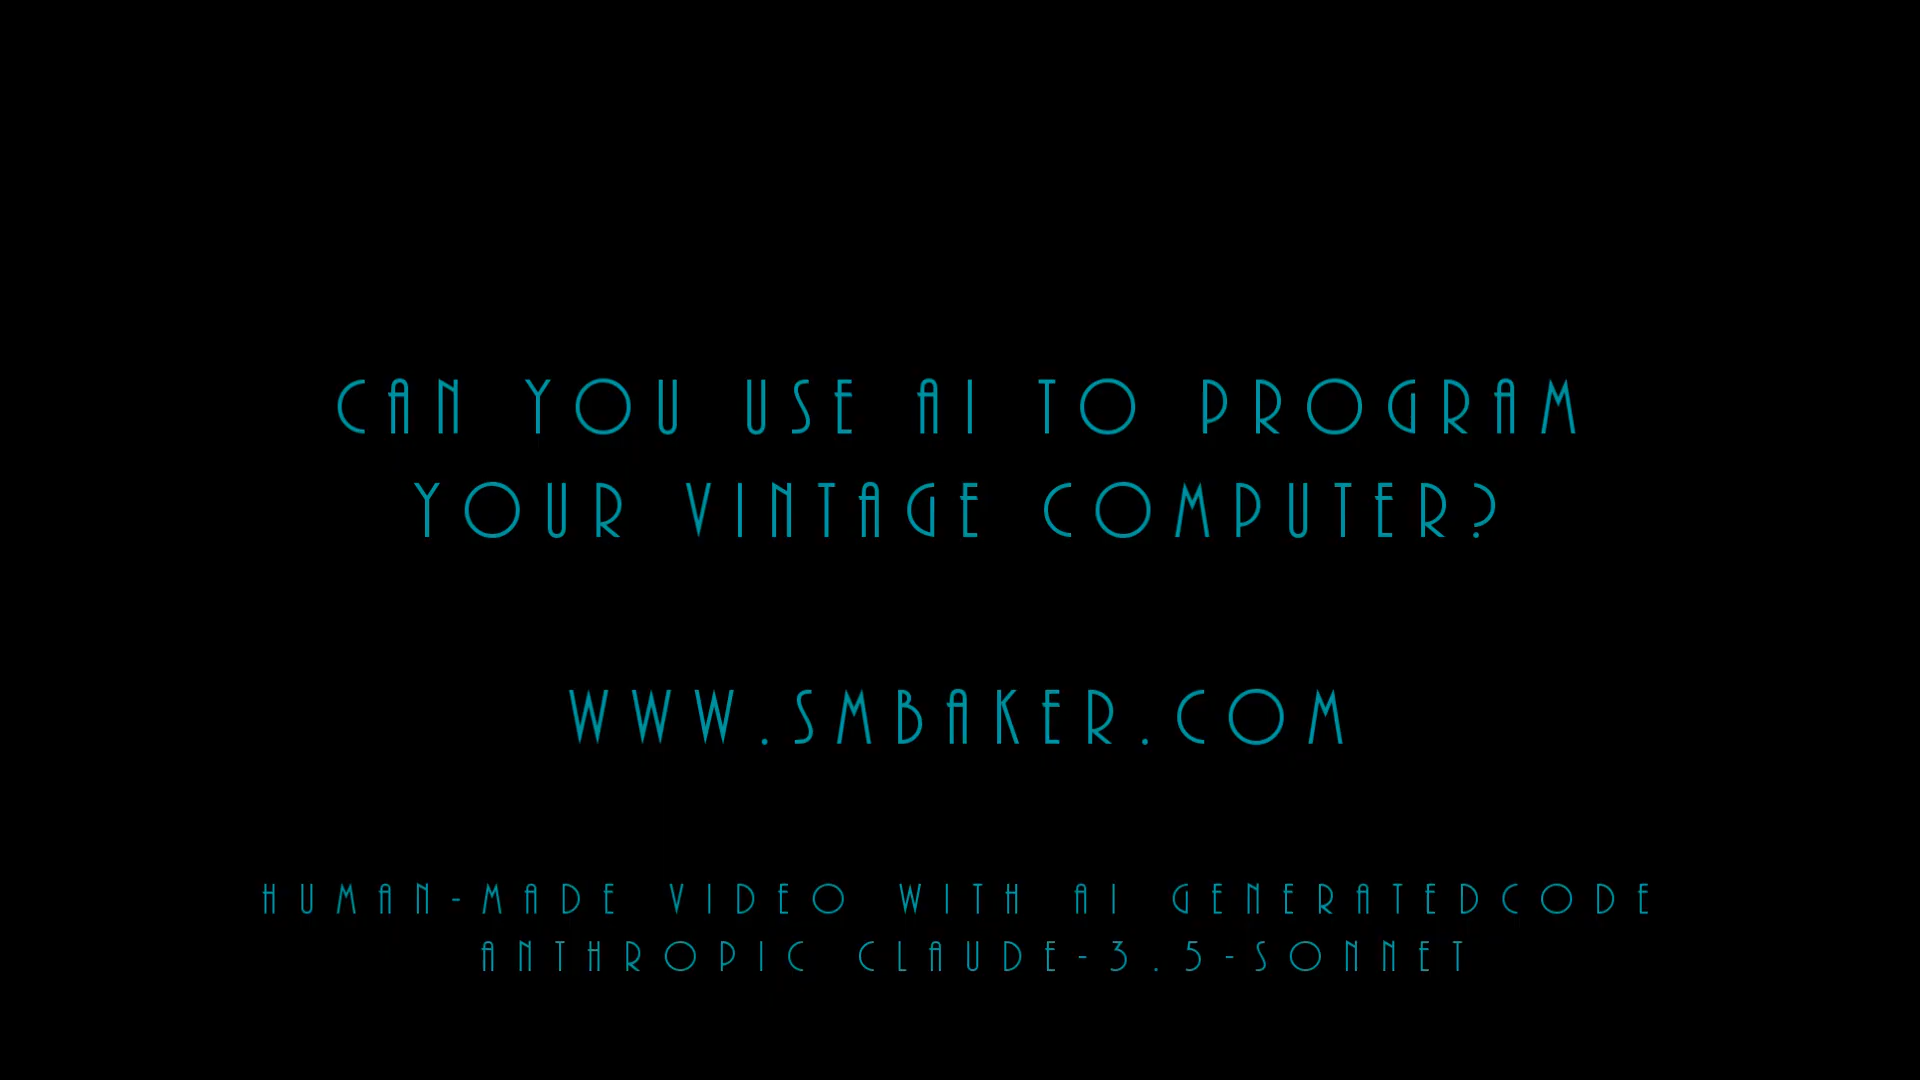 CAN YOU USE AI TO PROGRAM
YOUR VINTAGE COMPUTER?
WWW.SMBAKER.COM
HUMAN-MADE VIDEO WITH AI GENERATEDCODE
ANTHROPIC CLAUDE-3.5-SONNET